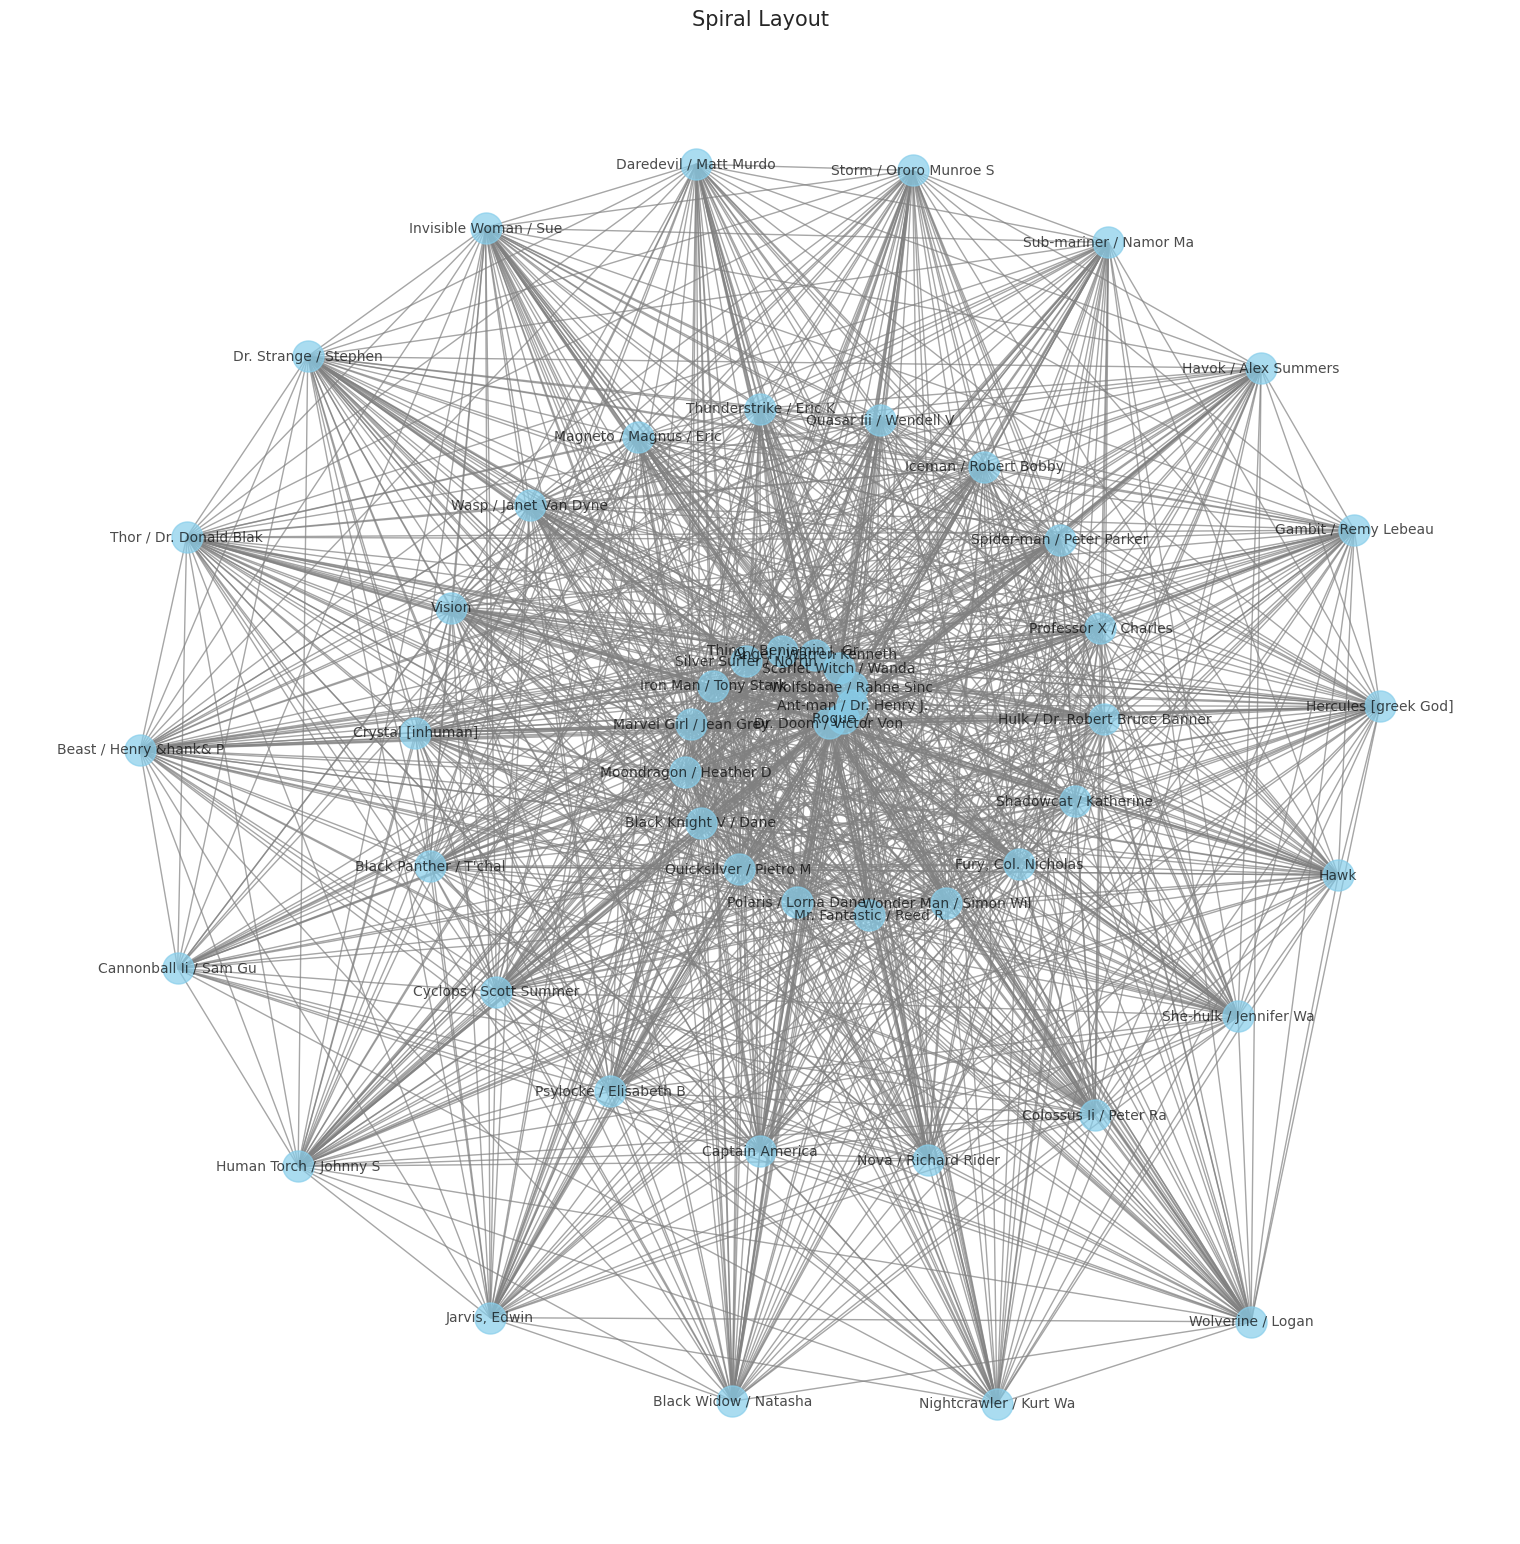 Spiral Layout
Daredevil / Matt Murdo
Storm / Ororo Munroe S
Invisible Woman / Sue
Sub-mariner / Namor Ma
Dr. Strange / Stephen
Havok / Alex Summers
Thunderstrike / Eric K
Quasar Iii / Wendell V
Magneto / Magnus / Eric
Iceman / Robert Bobby
Wasp / Janet Van Dyne
Gambit / Remy Lebeau
Thor / Dr. Donald Blak
Spider-man / Peter Parker
Vision
Professor X / Charles
Thing / Benjamin J. Gr
Angel / Warren Kenneth
Silver Surfer / Norrin
Scarlet Witch / Wanda
Iron Man / Tony Stark
Wolfsbane / Rahne Sinc
Ant-man / Dr. Henry J.
Hercules [greek God]
Rogue /
Hulk / Dr. Robert Bruce Banner
Marvel Girl / Jean Grey
Dr. Doom / Victor Von
Crystal [inhuman]
Beast / Henry &hank& P
Moondragon / Heather D
Shadowcat / Katherine
Black Knight V / Dane
Black Panther / T'chal
Quicksilver / Pietro M
Fury, Col. Nicholas
Hawk
Polaris / Lorna Dane
Wonder Man / Simon Wil
Mr. Fantastic / Reed R
Cannonball Ii / Sam Gu
Cyclops / Scott Summer
She-hulk / Jennifer Wa
Psylocke / Elisabeth B
Colossus Ii / Peter Ra
Captain America
Nova / Richard Rider
Human Torch / Johnny S
Jarvis, Edwin
Wolverine / Logan
Black Widow / Natasha
Nightcrawler / Kurt Wa